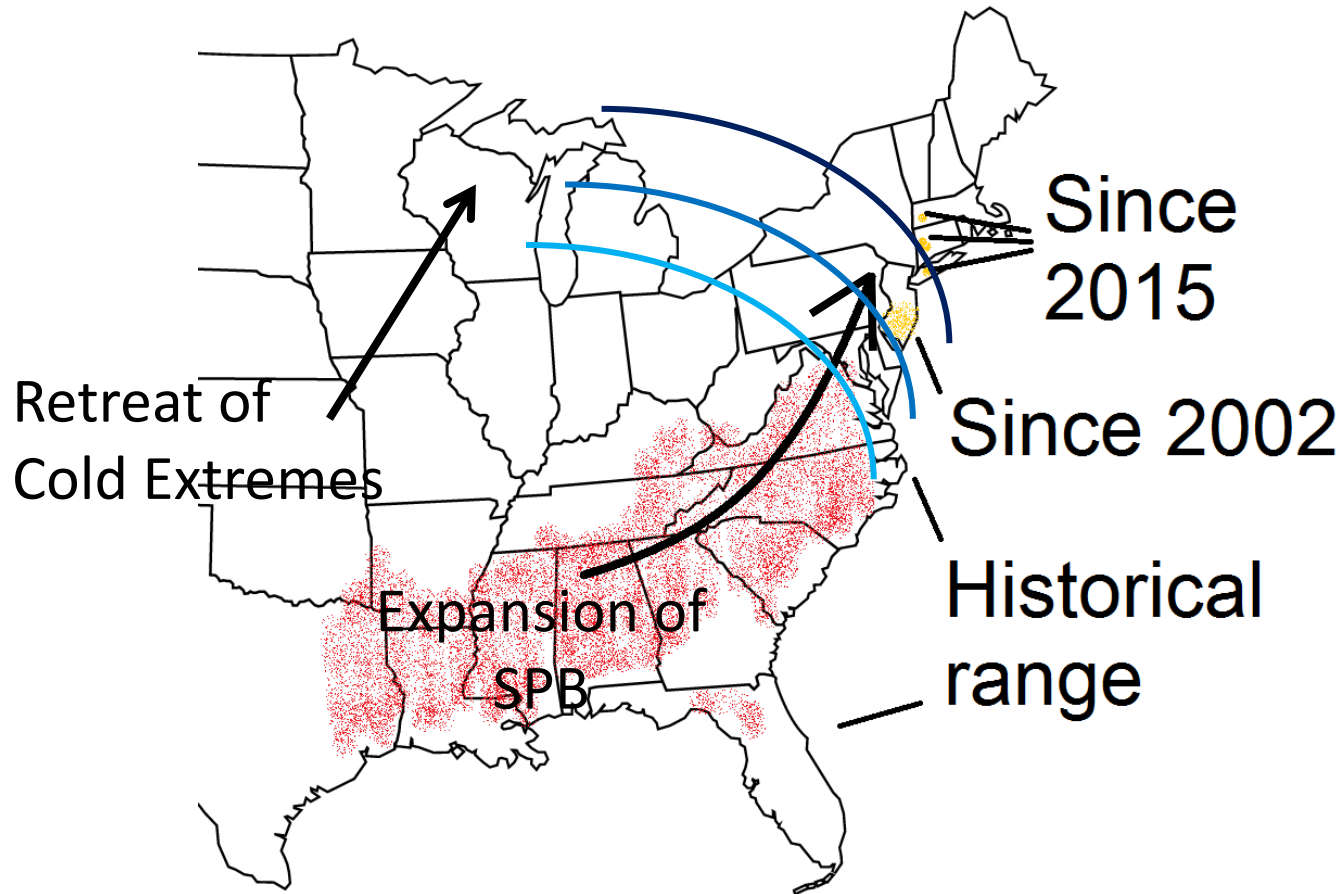 Since
2015
Since 2002
Retreat of
Cold Extremes
Expansion of
SPB
Historical
range